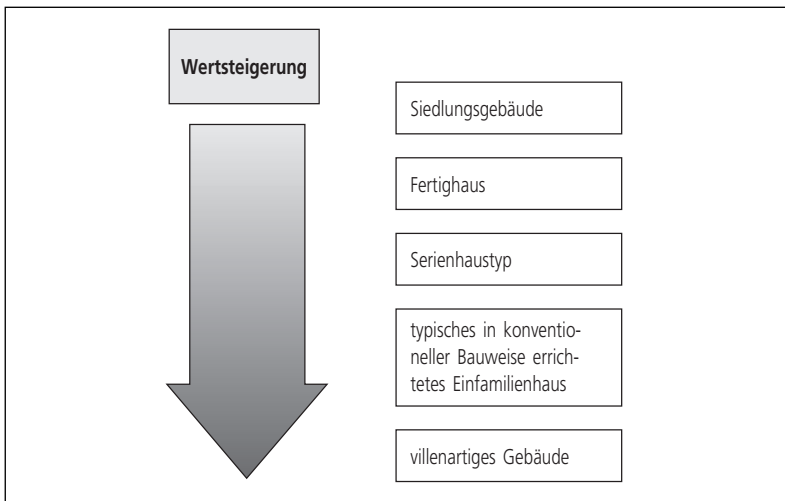 Wertsteigerung
Siedlungsgebäude
Fertighaus
Serienhaustyp
typisches in konventio-
neller Bauweise errich-
tetes Einfamilienhaus
villenartiges Gebäude